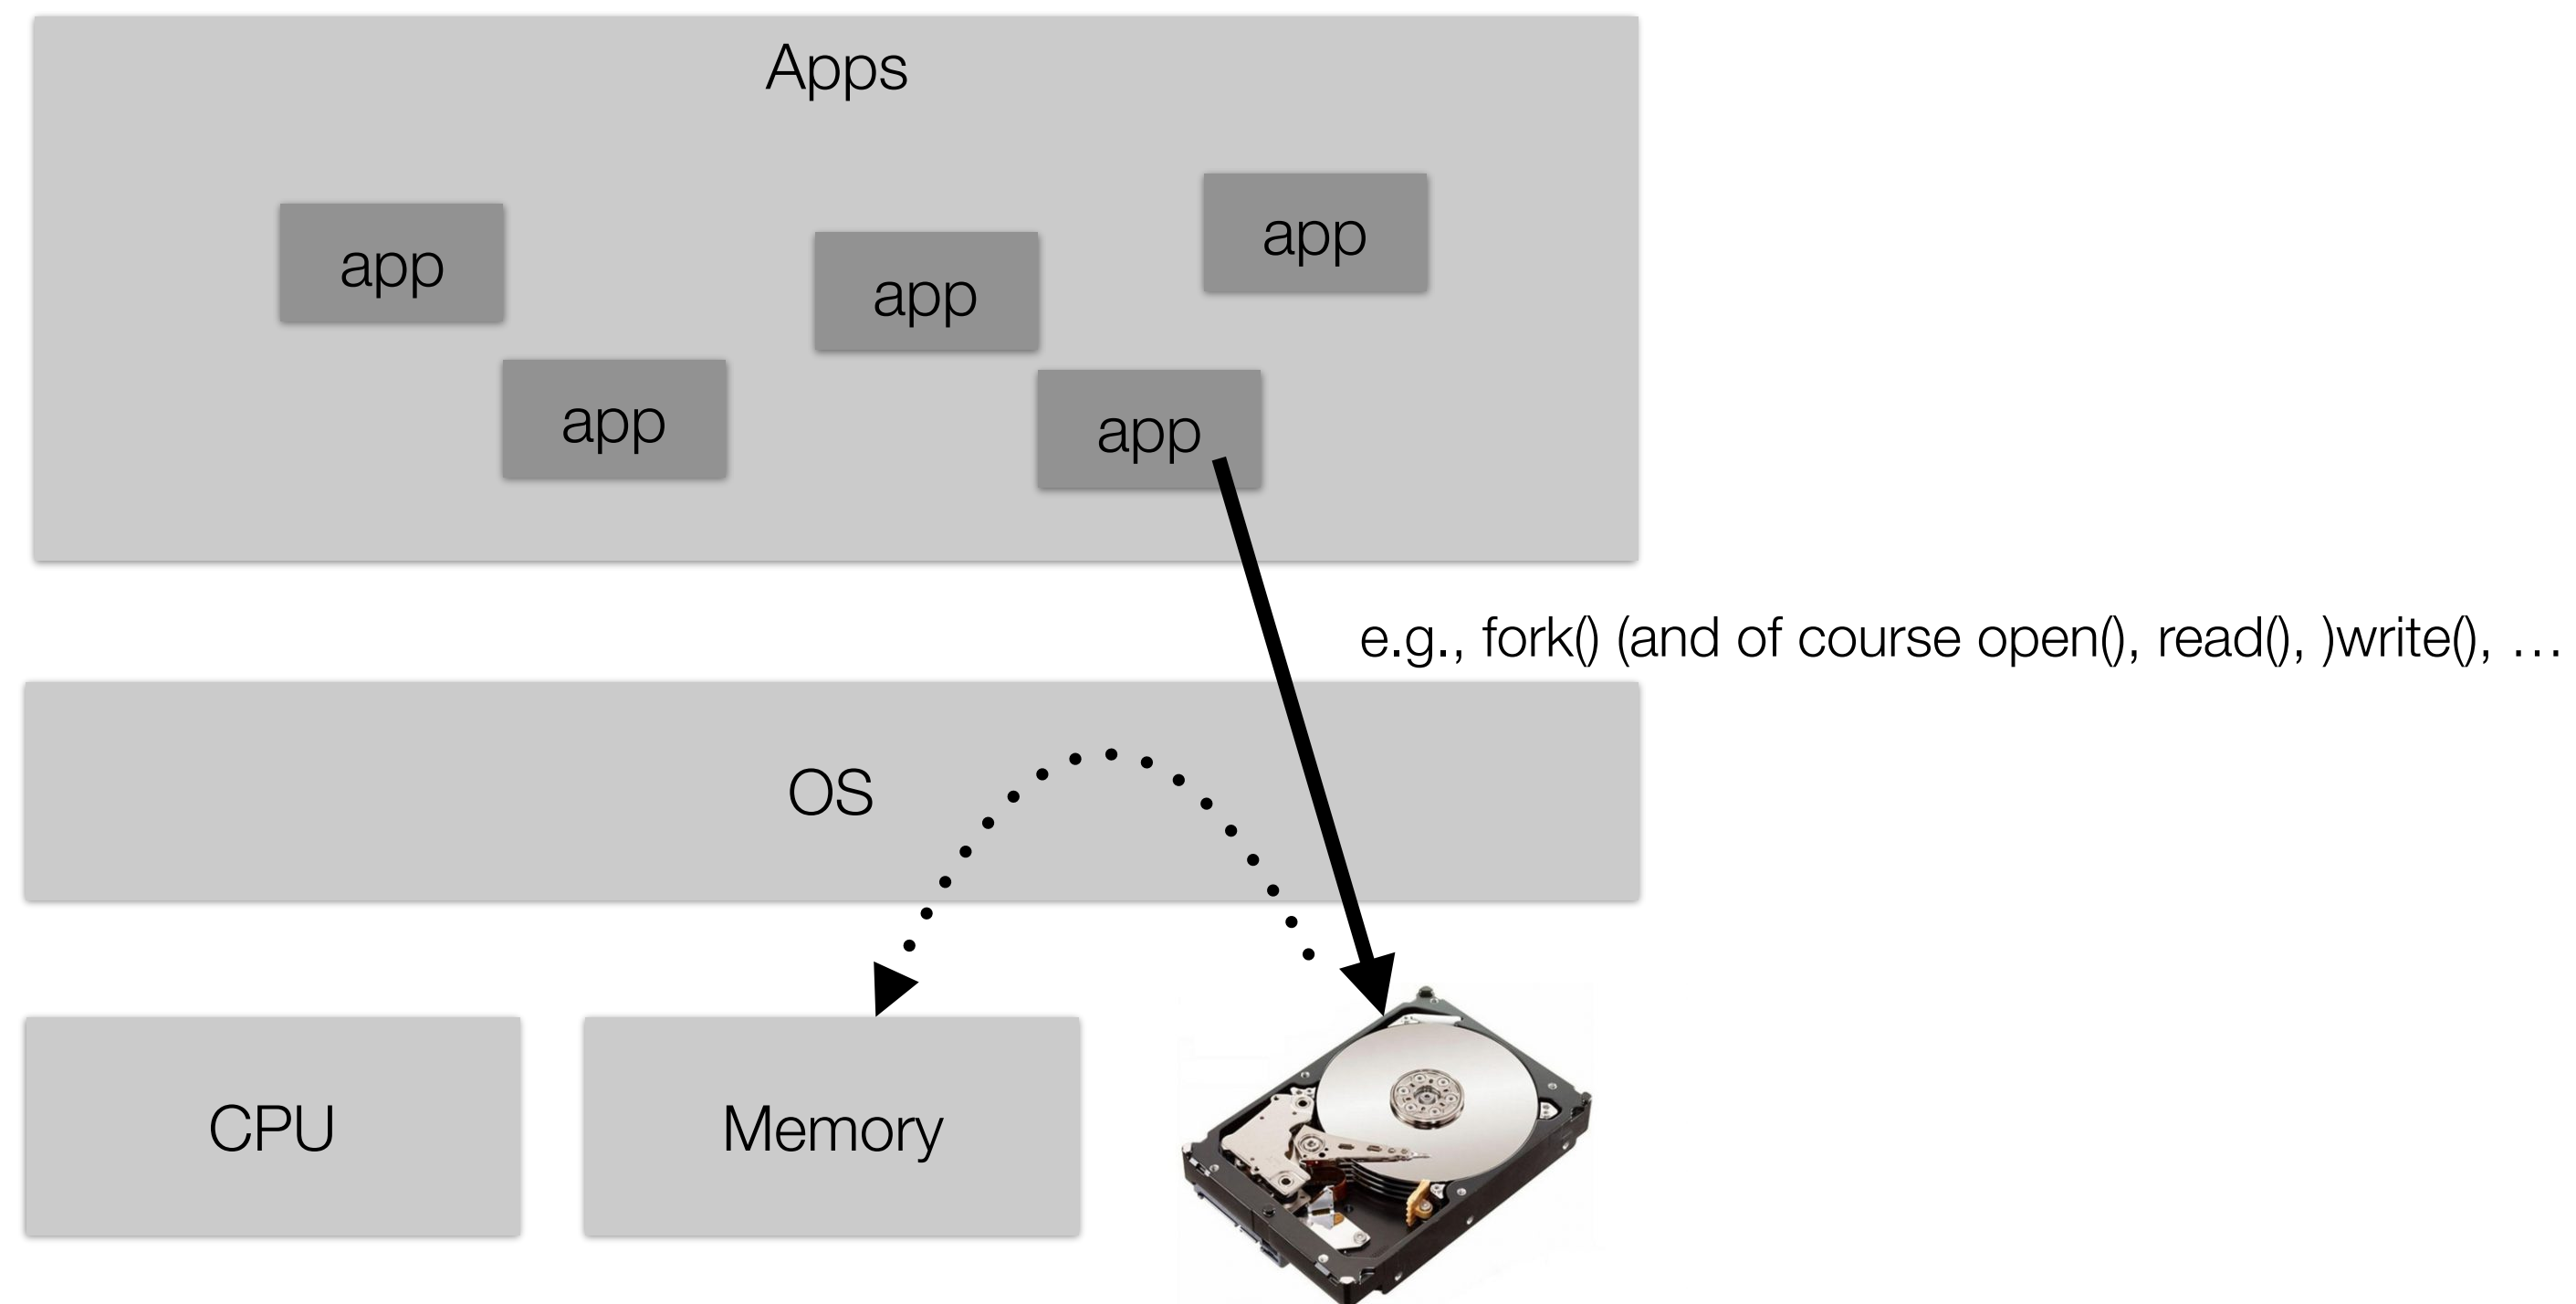 Apps
app
app
app
app
app
e.g., fork() (and of course open(), read(), )write(), …
OS
CPU
Memory